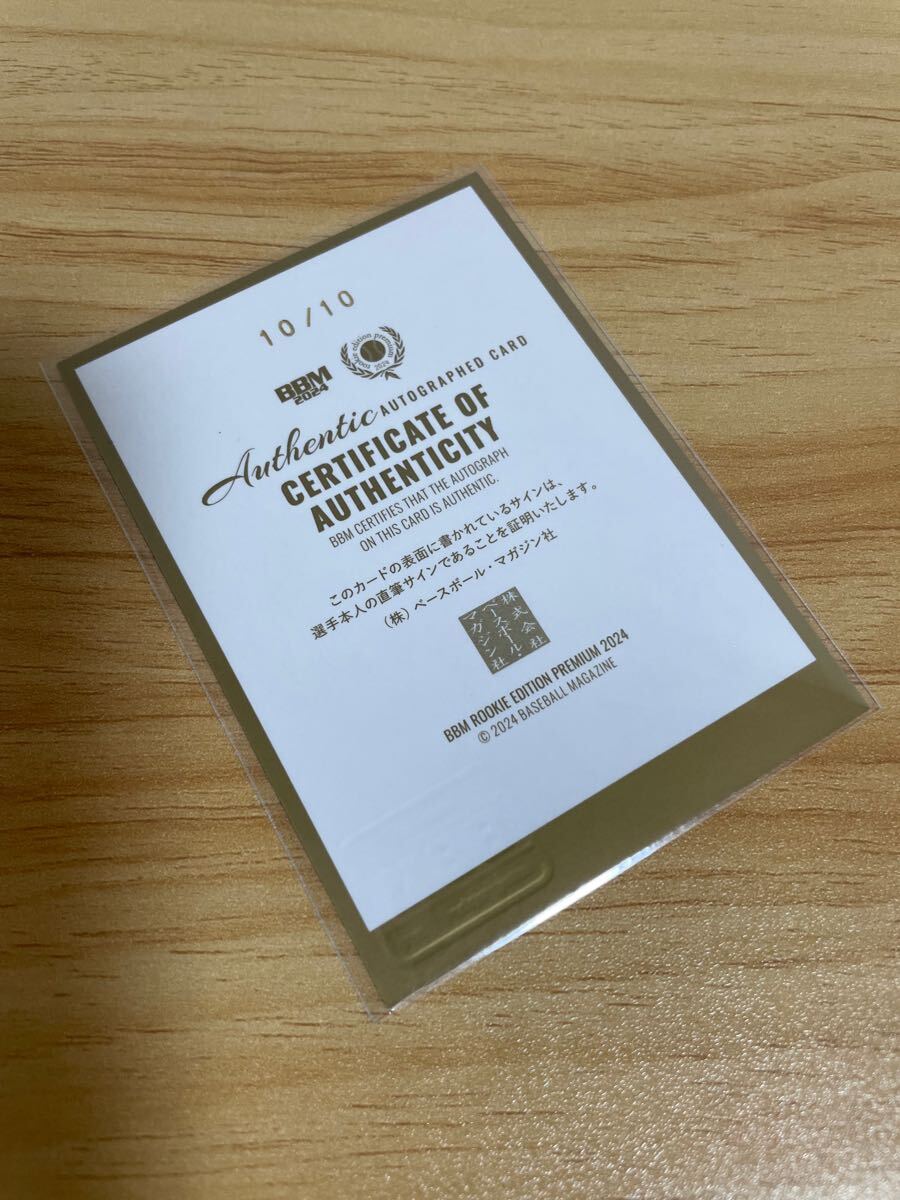 10/10
BBM
2024
rookie edition premium
2024
Authentic AUTOGRAPHED CARD
CERTIFICATE OF
AUTHENTICITY
BBM CERTIFIES THAT THE AUTOGRAPH
ON THIS CARD IS AUTHENTIC.
このカードの表面に書かれているサインは、
選手本人の直筆サインであることを証明いたします。
(株) ベースボール・マガジン社
株式会社
ベースボール・
マガジン社
BBM ROOKIE EDITION PREMIUM 2024
© 2024 BASEBALL MAGAZINE